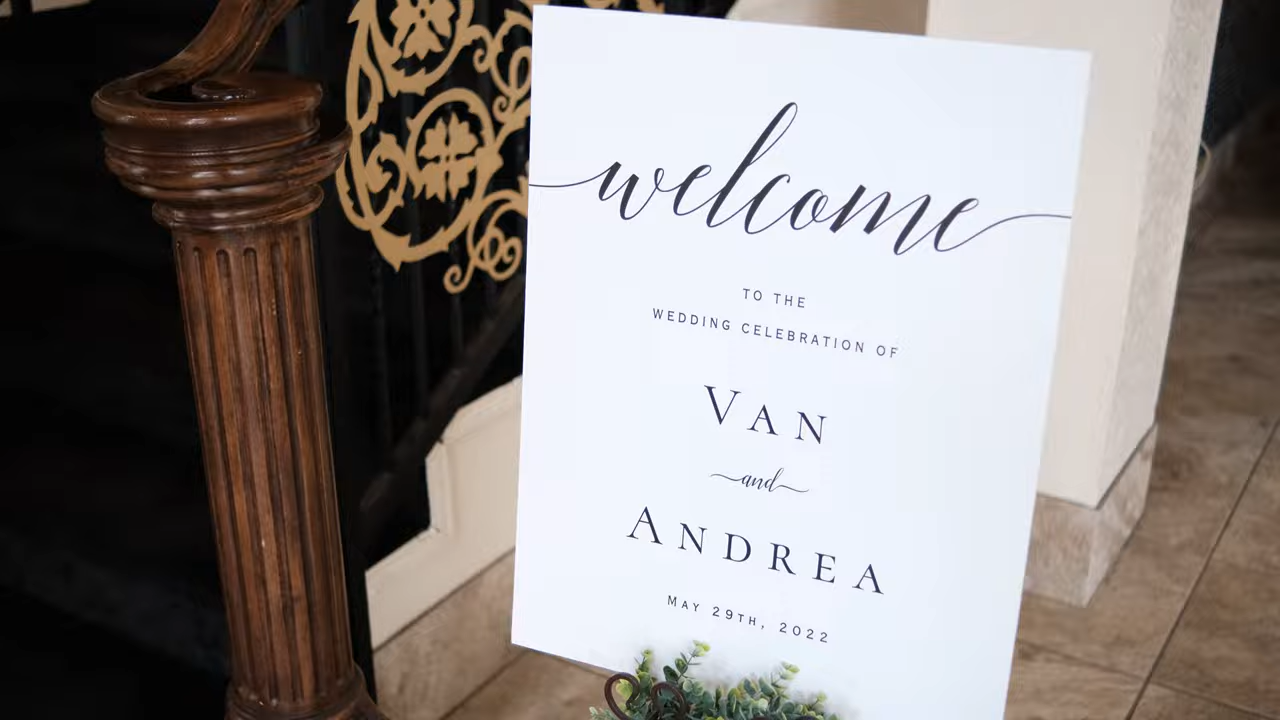 welcome
TO THE
WEDDING CELEBRATION OF
VAN
and
ANDREA
MAY 29TH, 2022